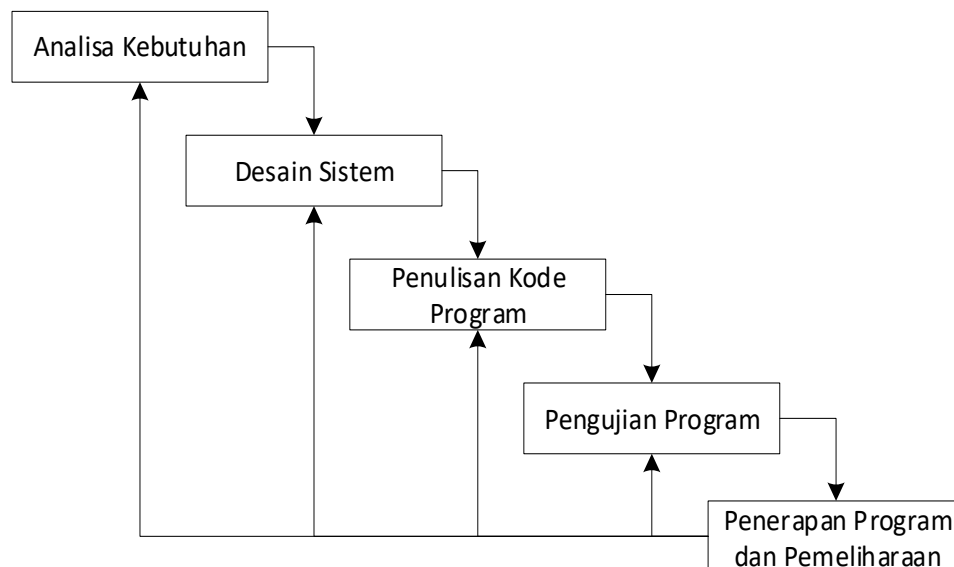 Analisa Kebutuhan
Desain Sistem
Penulisan Kode
Program
Pengujian Program
Penerapan Program
dan Pemeliharaan